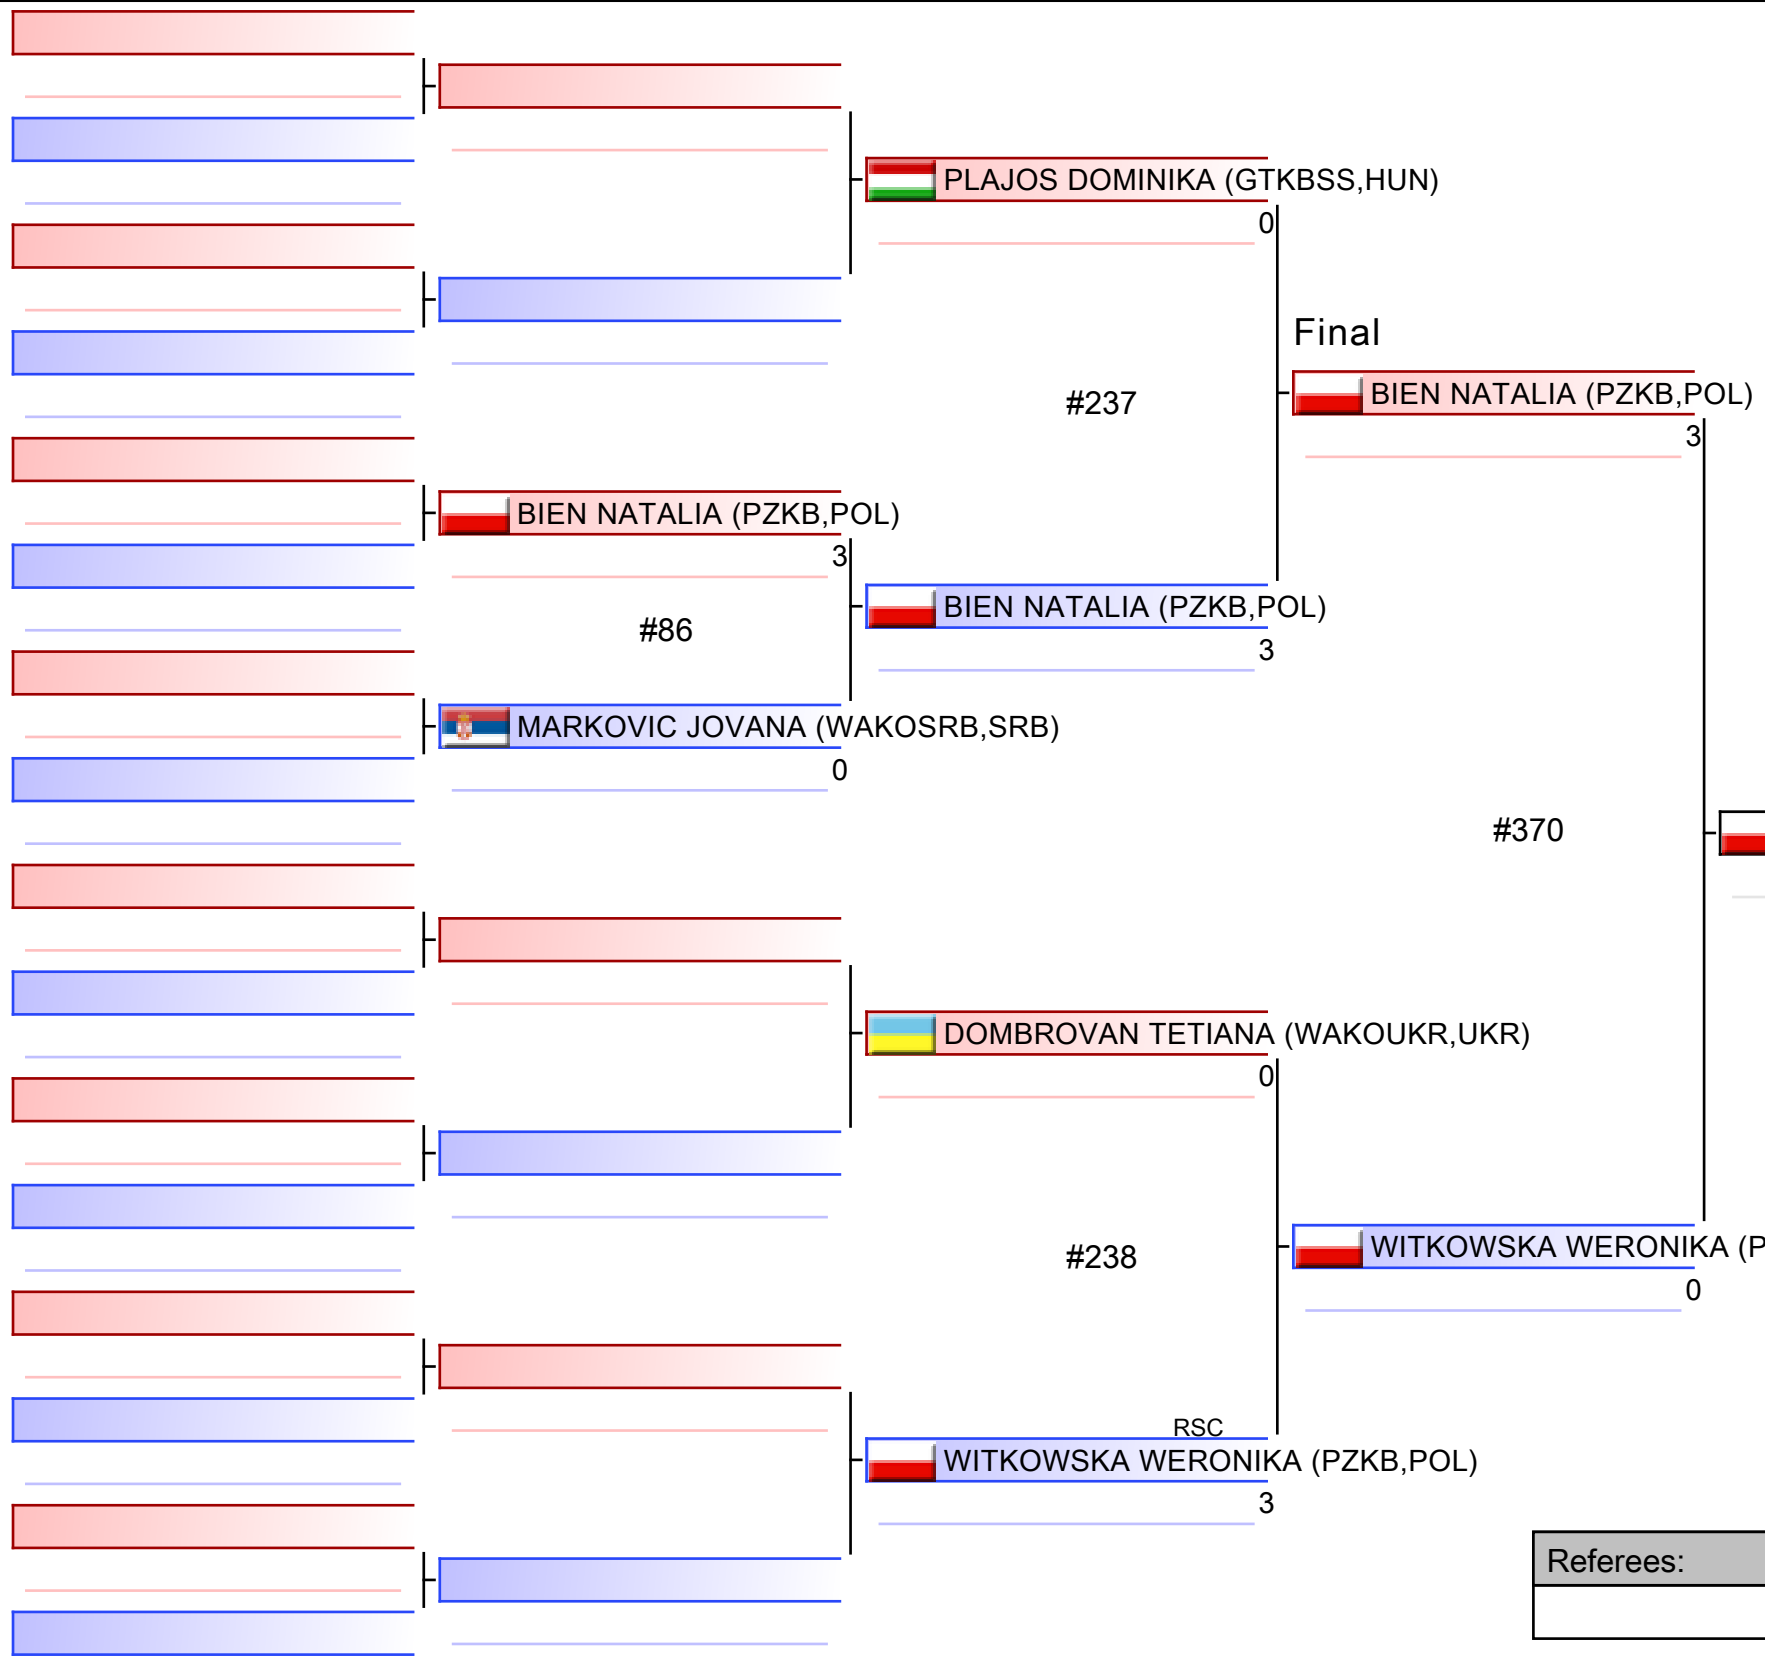 PLAJOS DOMINIKA (GTKBSS,HUN)
0
Final
#237
BIEN NATALIA (PZKB,POL)
3
BIEN NATALIA (PZKB,POL)
3
#86
BIEN NATALIA (PZKB,POL)
3
MARKOVIC JOVANA (WAKOSRB,SRB)
0
#370
DOMBROVAN TETIANA (WAKOUKR,UKR)
0
#238
WITKOWSKA WERONIKA (P
0
RSC
WITKOWSKA WERONIKA (PZKB,POL)
3
Referees: